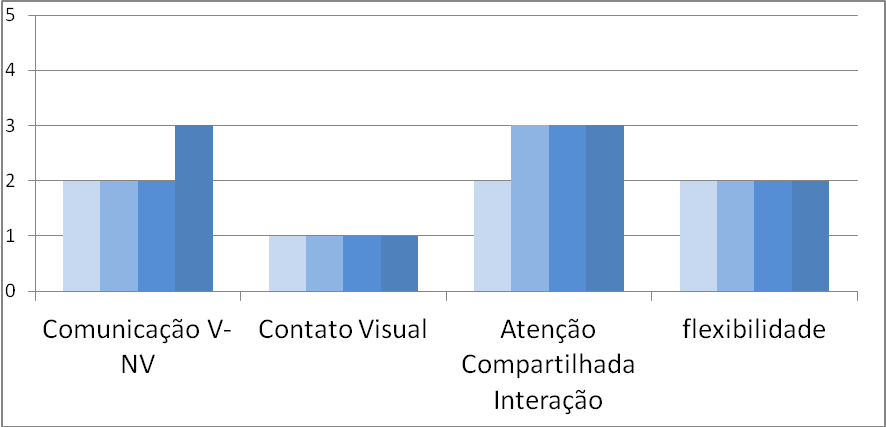 5
4
3
2
1
0
Comunicação V-
NV
Contato Visual
Atenção
Compartilhada
Interação
flexibilidade